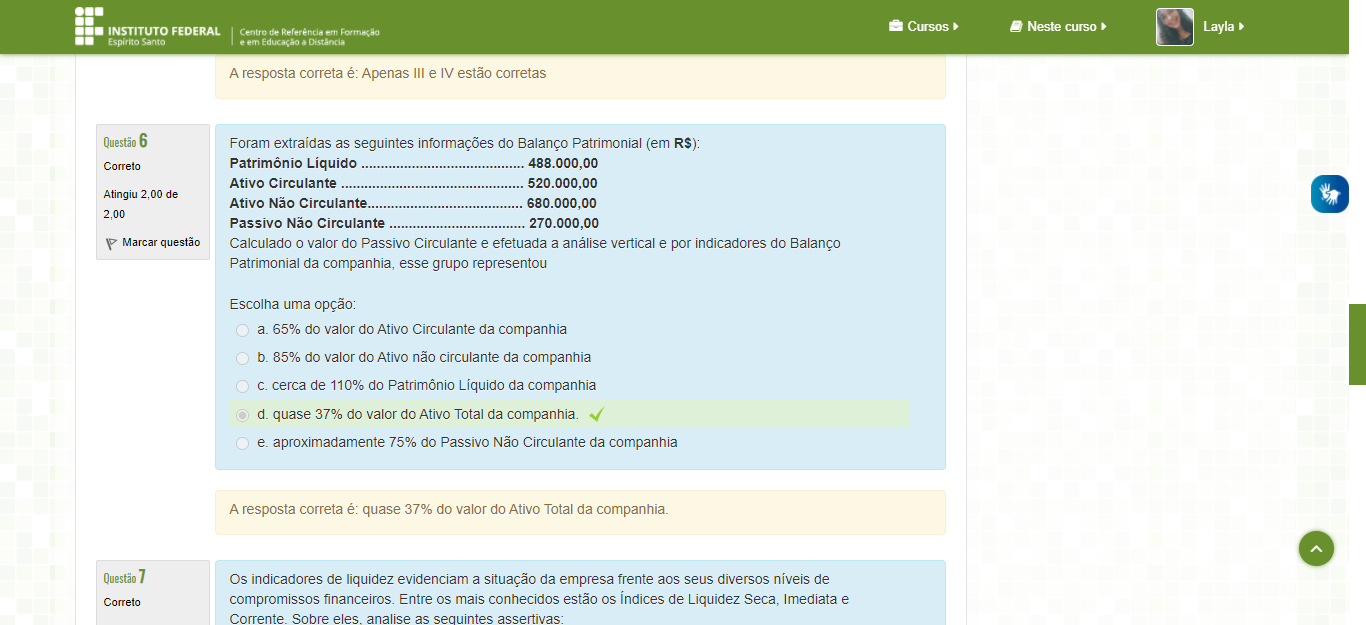 INSTITUTO FEDERAL
Espírito Santo
Centro de Referência em Formação
e em Educação a Distância
Cursos
Neste curso
Layla
A resposta correta é: Apenas III e IV estão corretas
Questão 6
Correto
Atingiu 2,00 de
2,00
Marcar questão
Foram extraídas as seguintes informações do Balanço Patrimonial (em R$):
Patrimônio Líquido .......................................... 488.000,00
Ativo Circulante ............................................... 520.000,00
Ativo Não Circulante........................................ 680.000,00
Passivo Não Circulante ................................... 270.000,00
Calculado o valor do Passivo Circulante e efetuada a análise vertical e por indicadores do Balanço
Patrimonial da companhia, esse grupo representou
Escolha uma opção:
a. 65% do valor do Ativo Circulante da companhia
b. 85% do valor do Ativo não circulante da companhia
c. cerca de 110% do Patrimônio Líquido da companhia
d. quase 37% do valor do Ativo Total da companhia.
e. aproximadamente 75% do Passivo Não Circulante da companhia
A resposta correta é: quase 37% do valor do Ativo Total da companhia.
Questão 7
Correto
Os indicadores de liquidez evidenciam a situação da empresa frente aos seus diversos níveis de
compromissos financeiros. Entre os mais conhecidos estão os Índices de Liquidez Seca, Imediata e
Corrente. Sobre eles, analise as seguintes assertivas: